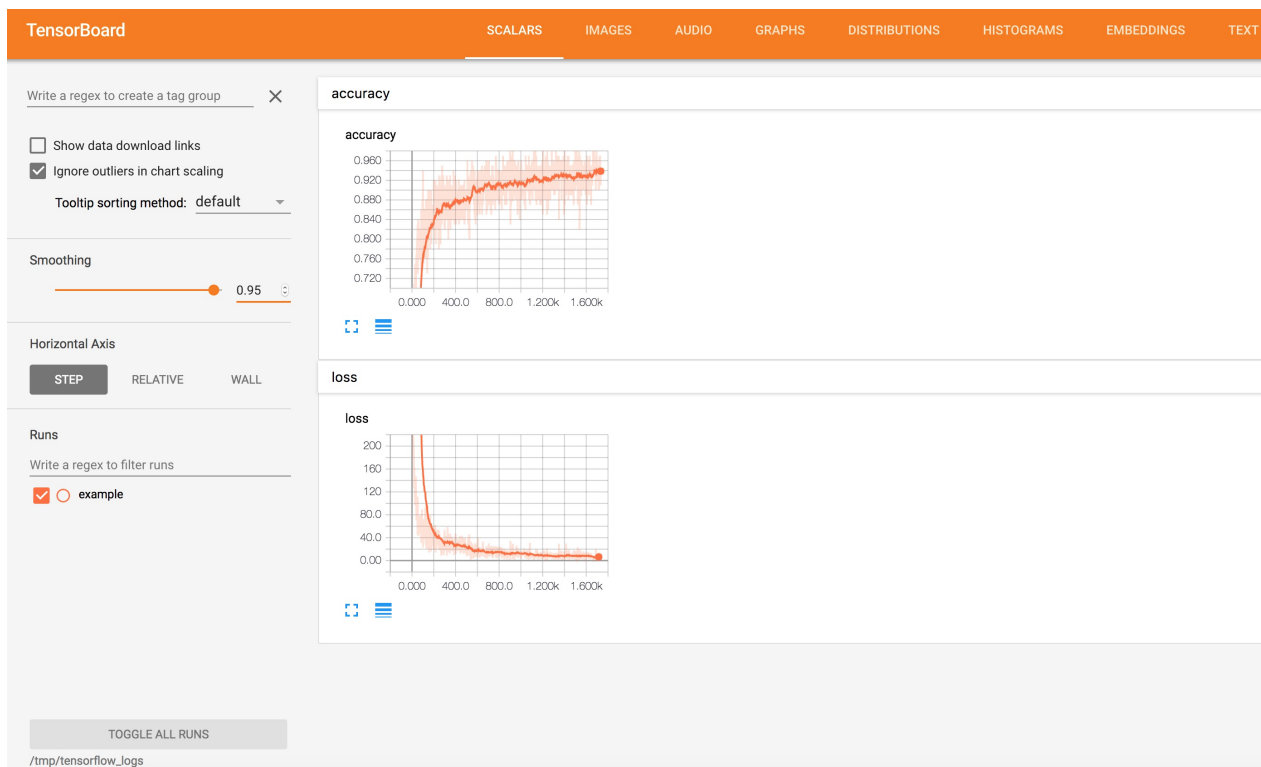 TensorBoard
SCALARS IMAGES AUDIO GRAPHS DISTRIBUTIONS HISTOGRAMS EMBEDDINGS TEXT
Write a regex to create a tag group
Show data download links
Ignore outliers in chart scaling
Tooltip sorting method: default
Smoothing
0.95
Horizontal Axis
STEP RELATIVE WALL
Runs
Write a regex to filter runs
example
TOGGLE ALL RUNS
/tmp/tensorflow_logs
accuracy
accuracy
0.960
0.920
0.880
0.840
0.800
0.760
0.720
0.000 400.0 800.0 1.200k 1.600k
loss
loss
200
160
120
80.0
40.0
0.00
0.000 400.0 800.0 1.200k 1.600k